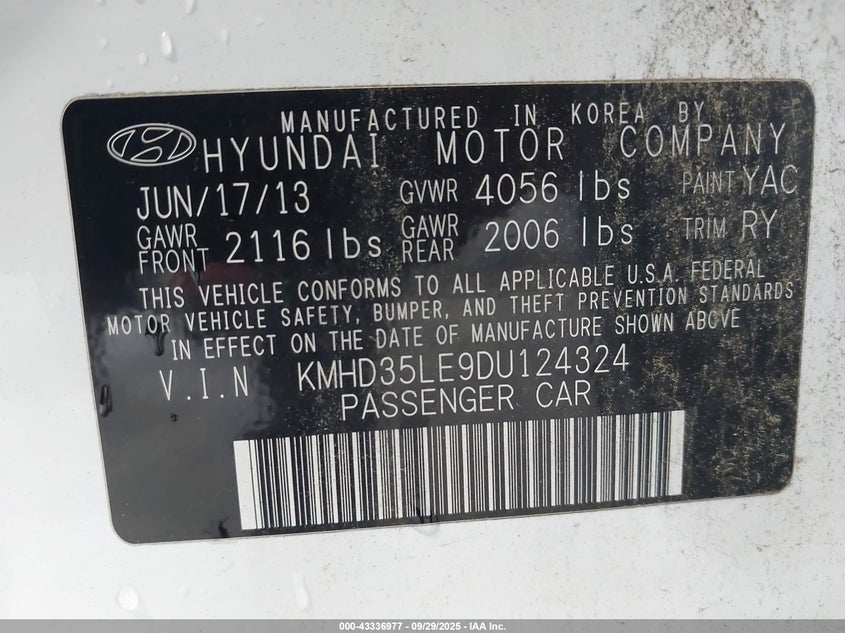 MANUFACTURED IN KOREA BY
HYUNDAI MOTOR COMPANY
JUN/17/13 GVWR 4056 lbs PAINT YAC
GAWR FRONT 2116 lbs GAWR REAR 2006 lbs TRIM RY
THIS VEHICLE CONFORMS TO ALL APPLICABLE U.S.A. FEDERAL
MOTOR VEHICLE SAFETY, BUMPER, AND THEFT PREVENTION STANDARDS
IN EFFECT ON THE DATE OF MANUFACTURE SHOWN ABOVE
V.I.N KMHD35LE9DU124324
PASSENGER CAR
000-43336977 - 09/29/2025 - IAA Inc.